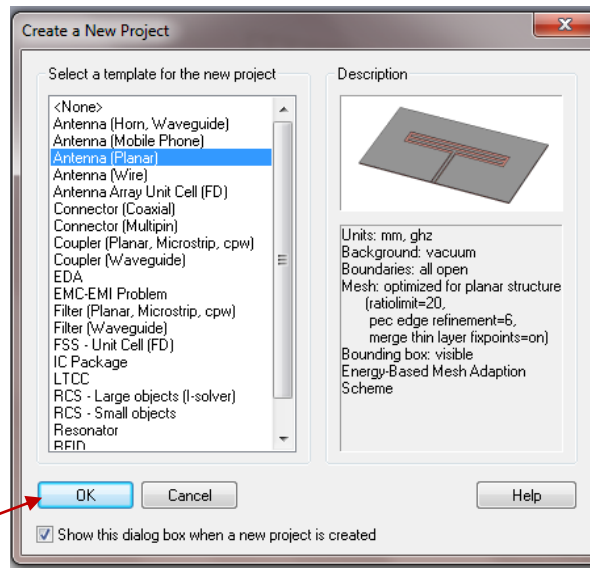 Create a New Project
Select a template for the new project
<None>
Antenna (Horn, Waveguide)
Antenna (Mobile Phone)
Antenna (Planar)
Antenna (Wire)
Antenna Array Unit Cell (FD)
Connector (Coaxial)
Connector (Multipin)
Coupler (Planar, Microstrip, cpw)
Coupler (Waveguide)
EDA
EMC-EMI Problem
Filter (Planar, Microstrip, cpw)
Filter (Waveguide)
FSS - Unit Cell (FD)
IC Package
LTCC
RCS - Large objects (I-solver)
RCS - Small objects
Resonator
RFID
Description
Units: mm, ghz
Background: vacuum
Boundaries: all open
Mesh: optimized for planar structure
(ratiolimit=20,
pec edge refinement=6,
merge thin layer fixpoints=on)
Bounding box: visible
Energy-Based Mesh Adaption
Scheme
OK
Cancel
Help
Show this dialog box when a new project is created